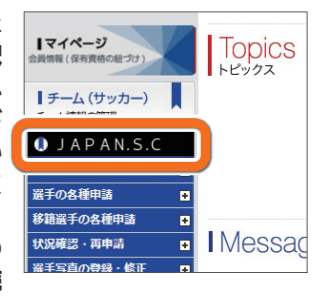 マイページ
会員情報（保有資格の紐づけ）
チーム（サッカー）
J A P A N . S . C
選手の各種申請
移籍選手の各種申請
状況確認・再申請
選手写真の登録・修正
Topics
トピックス
Messag